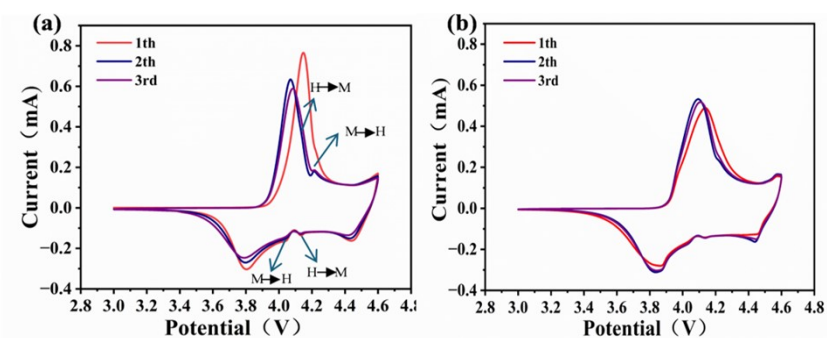 (a)
1th
2th
3rd
H→M
M→H
M→H
H→M
Current（mA）
0.8
0.6
0.4
0.2
0.0
−0.2
−0.4
2.8 3.0 3.2 3.4 3.6 3.8 4.0 4.2 4.4 4.6 4.8
Potential（V）
(b)
1th
2th
3rd
Current（mA）
0.8
0.6
0.4
0.2
0.0
−0.2
−0.4
2.8 3.0 3.2 3.4 3.6 3.8 4.0 4.2 4.4 4.6 4.8
Potential（V）